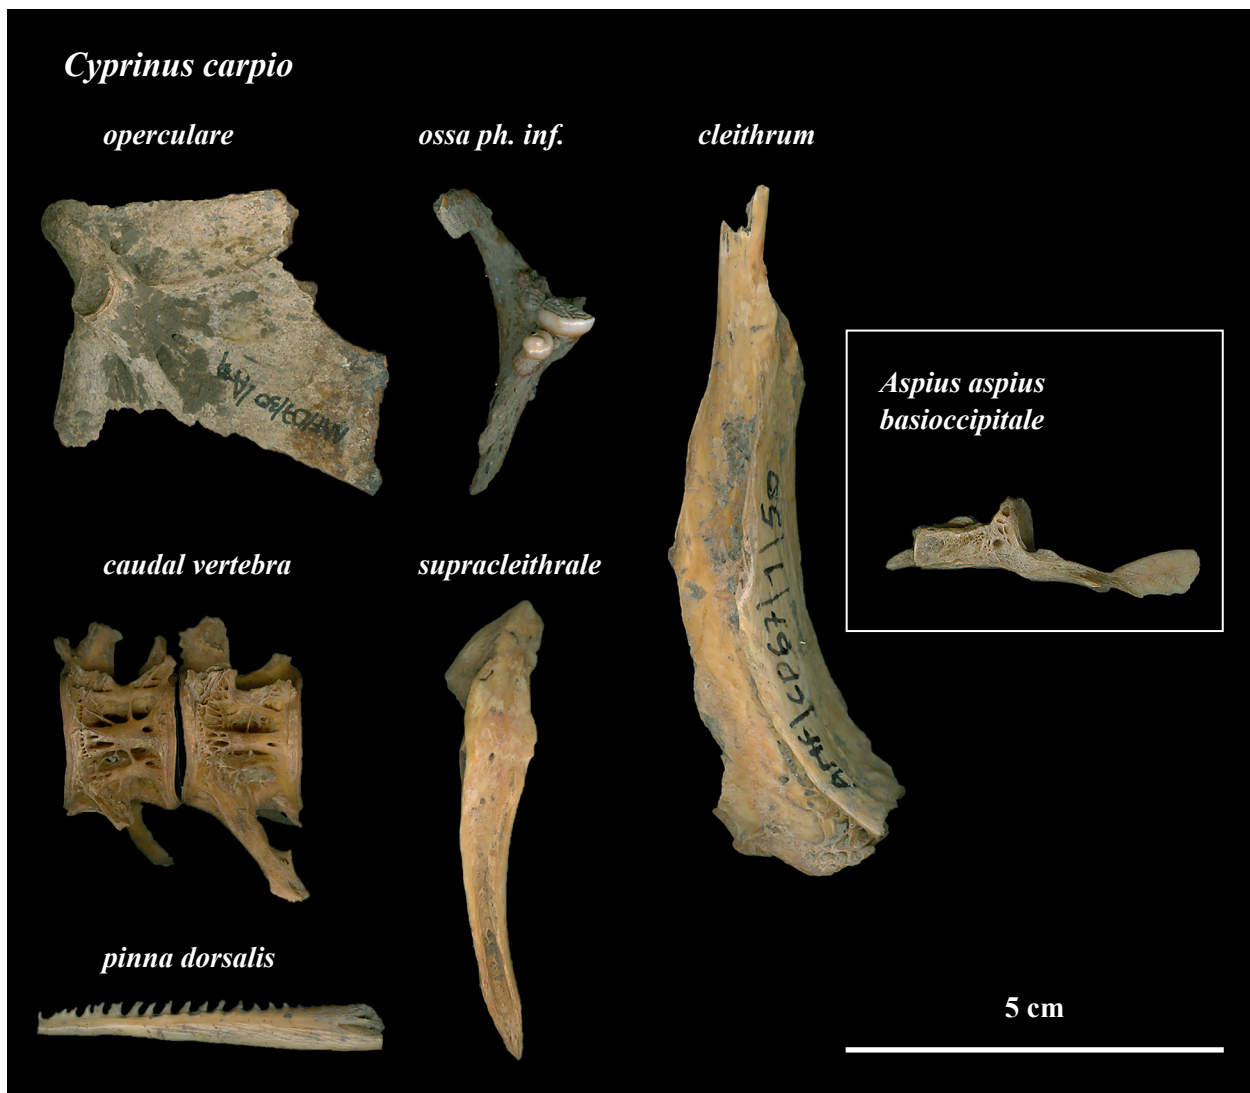 Cyprinus carpio
operculare
ossa ph. inf.
cleithrum
Aspius aspius
basioccipitale
caudal vertebra
supracleithrale
pinna dorsalis
5 cm